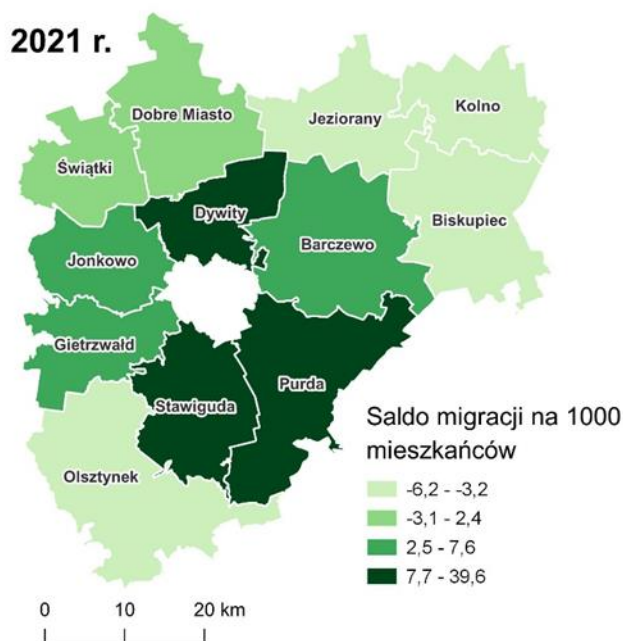 2021 r.
Dobre Miasto
Jeziorany
Kolno
Świątki
Dywity
Biskupiec
Barczewo
Jonkowo
Gietrzwałd
Purda
Stawiguda
Olsztynek
Saldo migracji na 1000
mieszkańców
-6,2 - -3,2
-3,1 - 2,4
2,5 - 7,6
7,7 - 39,6
0 10 20 km